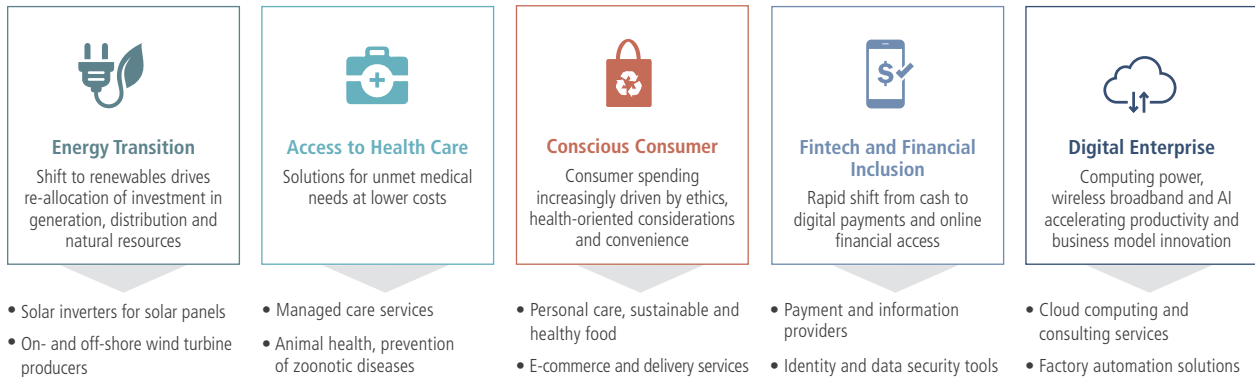 Energy Transition
Shift to renewables drives
re-allocation of investment in
generation, distribution and
natural resources
• Solar inverters for solar panels
• On- and off-shore wind turbine
producers
Access to Health Care
Solutions for unmet medical
needs at lower costs
• Managed care services
• Animal health, prevention
of zoonotic diseases
Conscious Consumer
Consumer spending
increasingly driven by ethics,
health-oriented considerations
and convenience
• Personal care, sustainable and
healthy food
• E-commerce and delivery services
$
Fintech and Financial
Inclusion
Rapid shift from cash to
digital payments and online
financial access
• Payment and information
providers
• Identity and data security tools
Digital Enterprise
Computing power,
wireless broadband and AI
accelerating productivity and
business model innovation
• Cloud computing and
consulting services
• Factory automation solutions